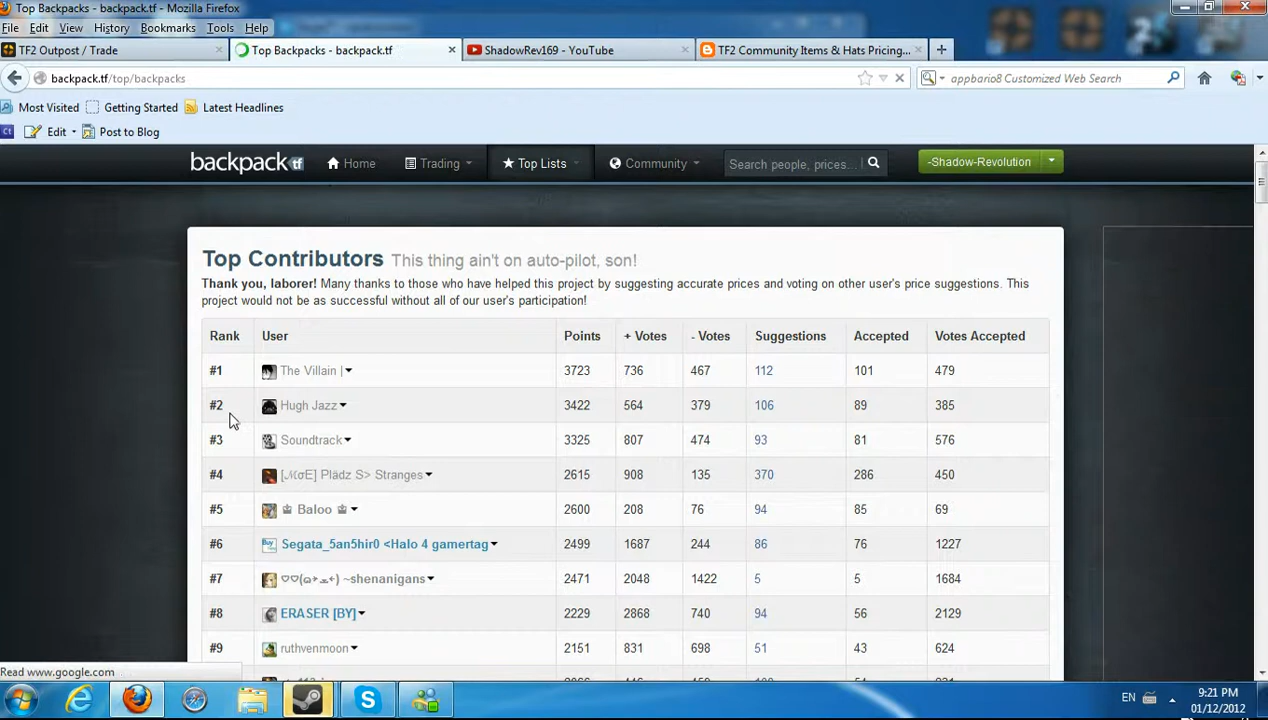 Top Backpacks - backpack.tf - Mozilla Firefox
File Edit View History Bookmarks Tools Help
TF2 Outpost / Trade × Top Backpacks - backpack.tf × ShadowRev169 - YouTube × TF2 Community Items & Hats Pricing... × +
backpack.tf/top/backpacks
appbario8 Customized Web Search
Most Visited Getting Started Latest Headlines
Ct Edit Post to Blog
backpack tf Home Trading Top Lists Community Search people, prices... -Shadow-Revolution
Top Contributors This thing ain't on auto-pilot, son!
Thank you, laborer! Many thanks to those who have helped this project by suggesting accurate prices and voting on other user's price suggestions. This
project would not be as successful without all of our user's participation!
Rank User Points + Votes - Votes Suggestions Accepted Votes Accepted
#1 The Villain | 3723 736 467 112 101 479
#2 Hugh Jazz 3422 564 379 106 89 385
#3 Soundtrack 3325 807 474 93 81 576
#4 Plädz S> Stranges 2615 908 135 370 286 450
#5 ♕ Baloo ♕ 2600 208 76 94 85 69
#6 Segata_5an5hir0 <Halo 4 gamertag 2499 1687 244 86 76 1227
#7 ~shenanigans 2471 2048 1422 5 5 1684
#8 ERASER [BY] 2229 2868 740 94 56 2129
#9 ruthvenmoon 2151 831 698 51 43 624
Read www.google.com
EN 9:21 PM
01/12/2012